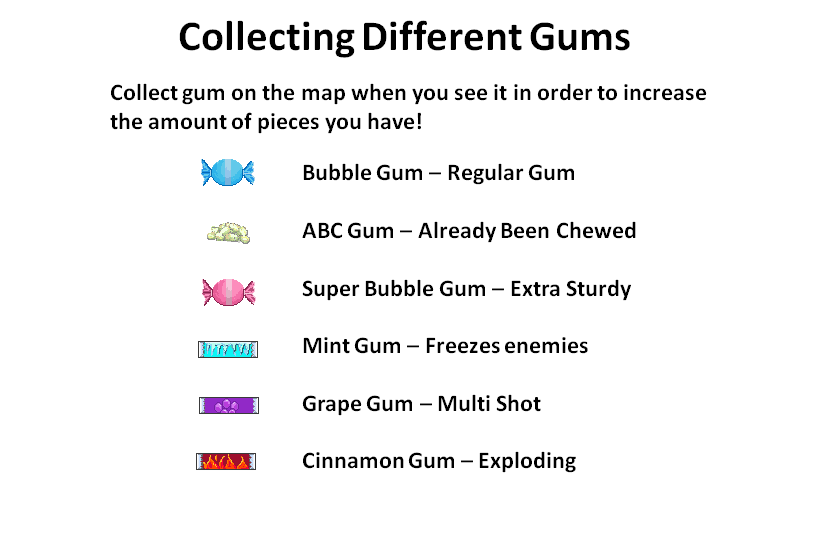 Collecting Different Gums
Collect gum on the map when you see it in order to increase
the amount of pieces you have!
Bubble Gum – Regular Gum
ABC Gum – Already Been Chewed
Super Bubble Gum – Extra Sturdy
Mint Gum – Freezes enemies
Grape Gum – Multi Shot
Cinnamon Gum – Exploding